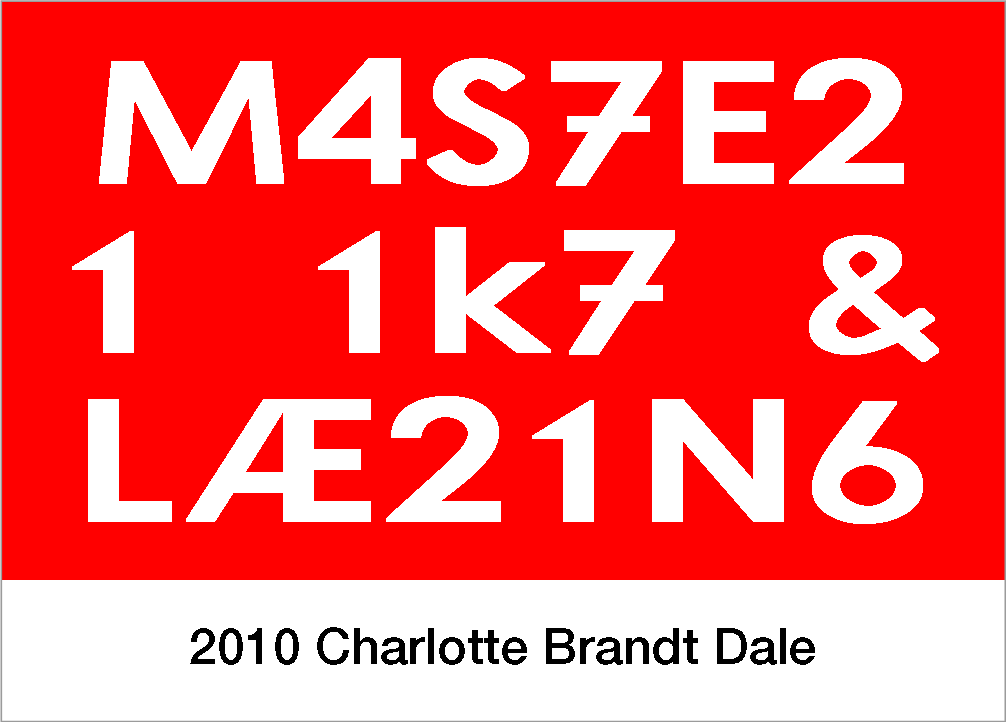 M4S7E2
1 1k7 &
LÆ21N6
2010 Charlotte Brandt Dale